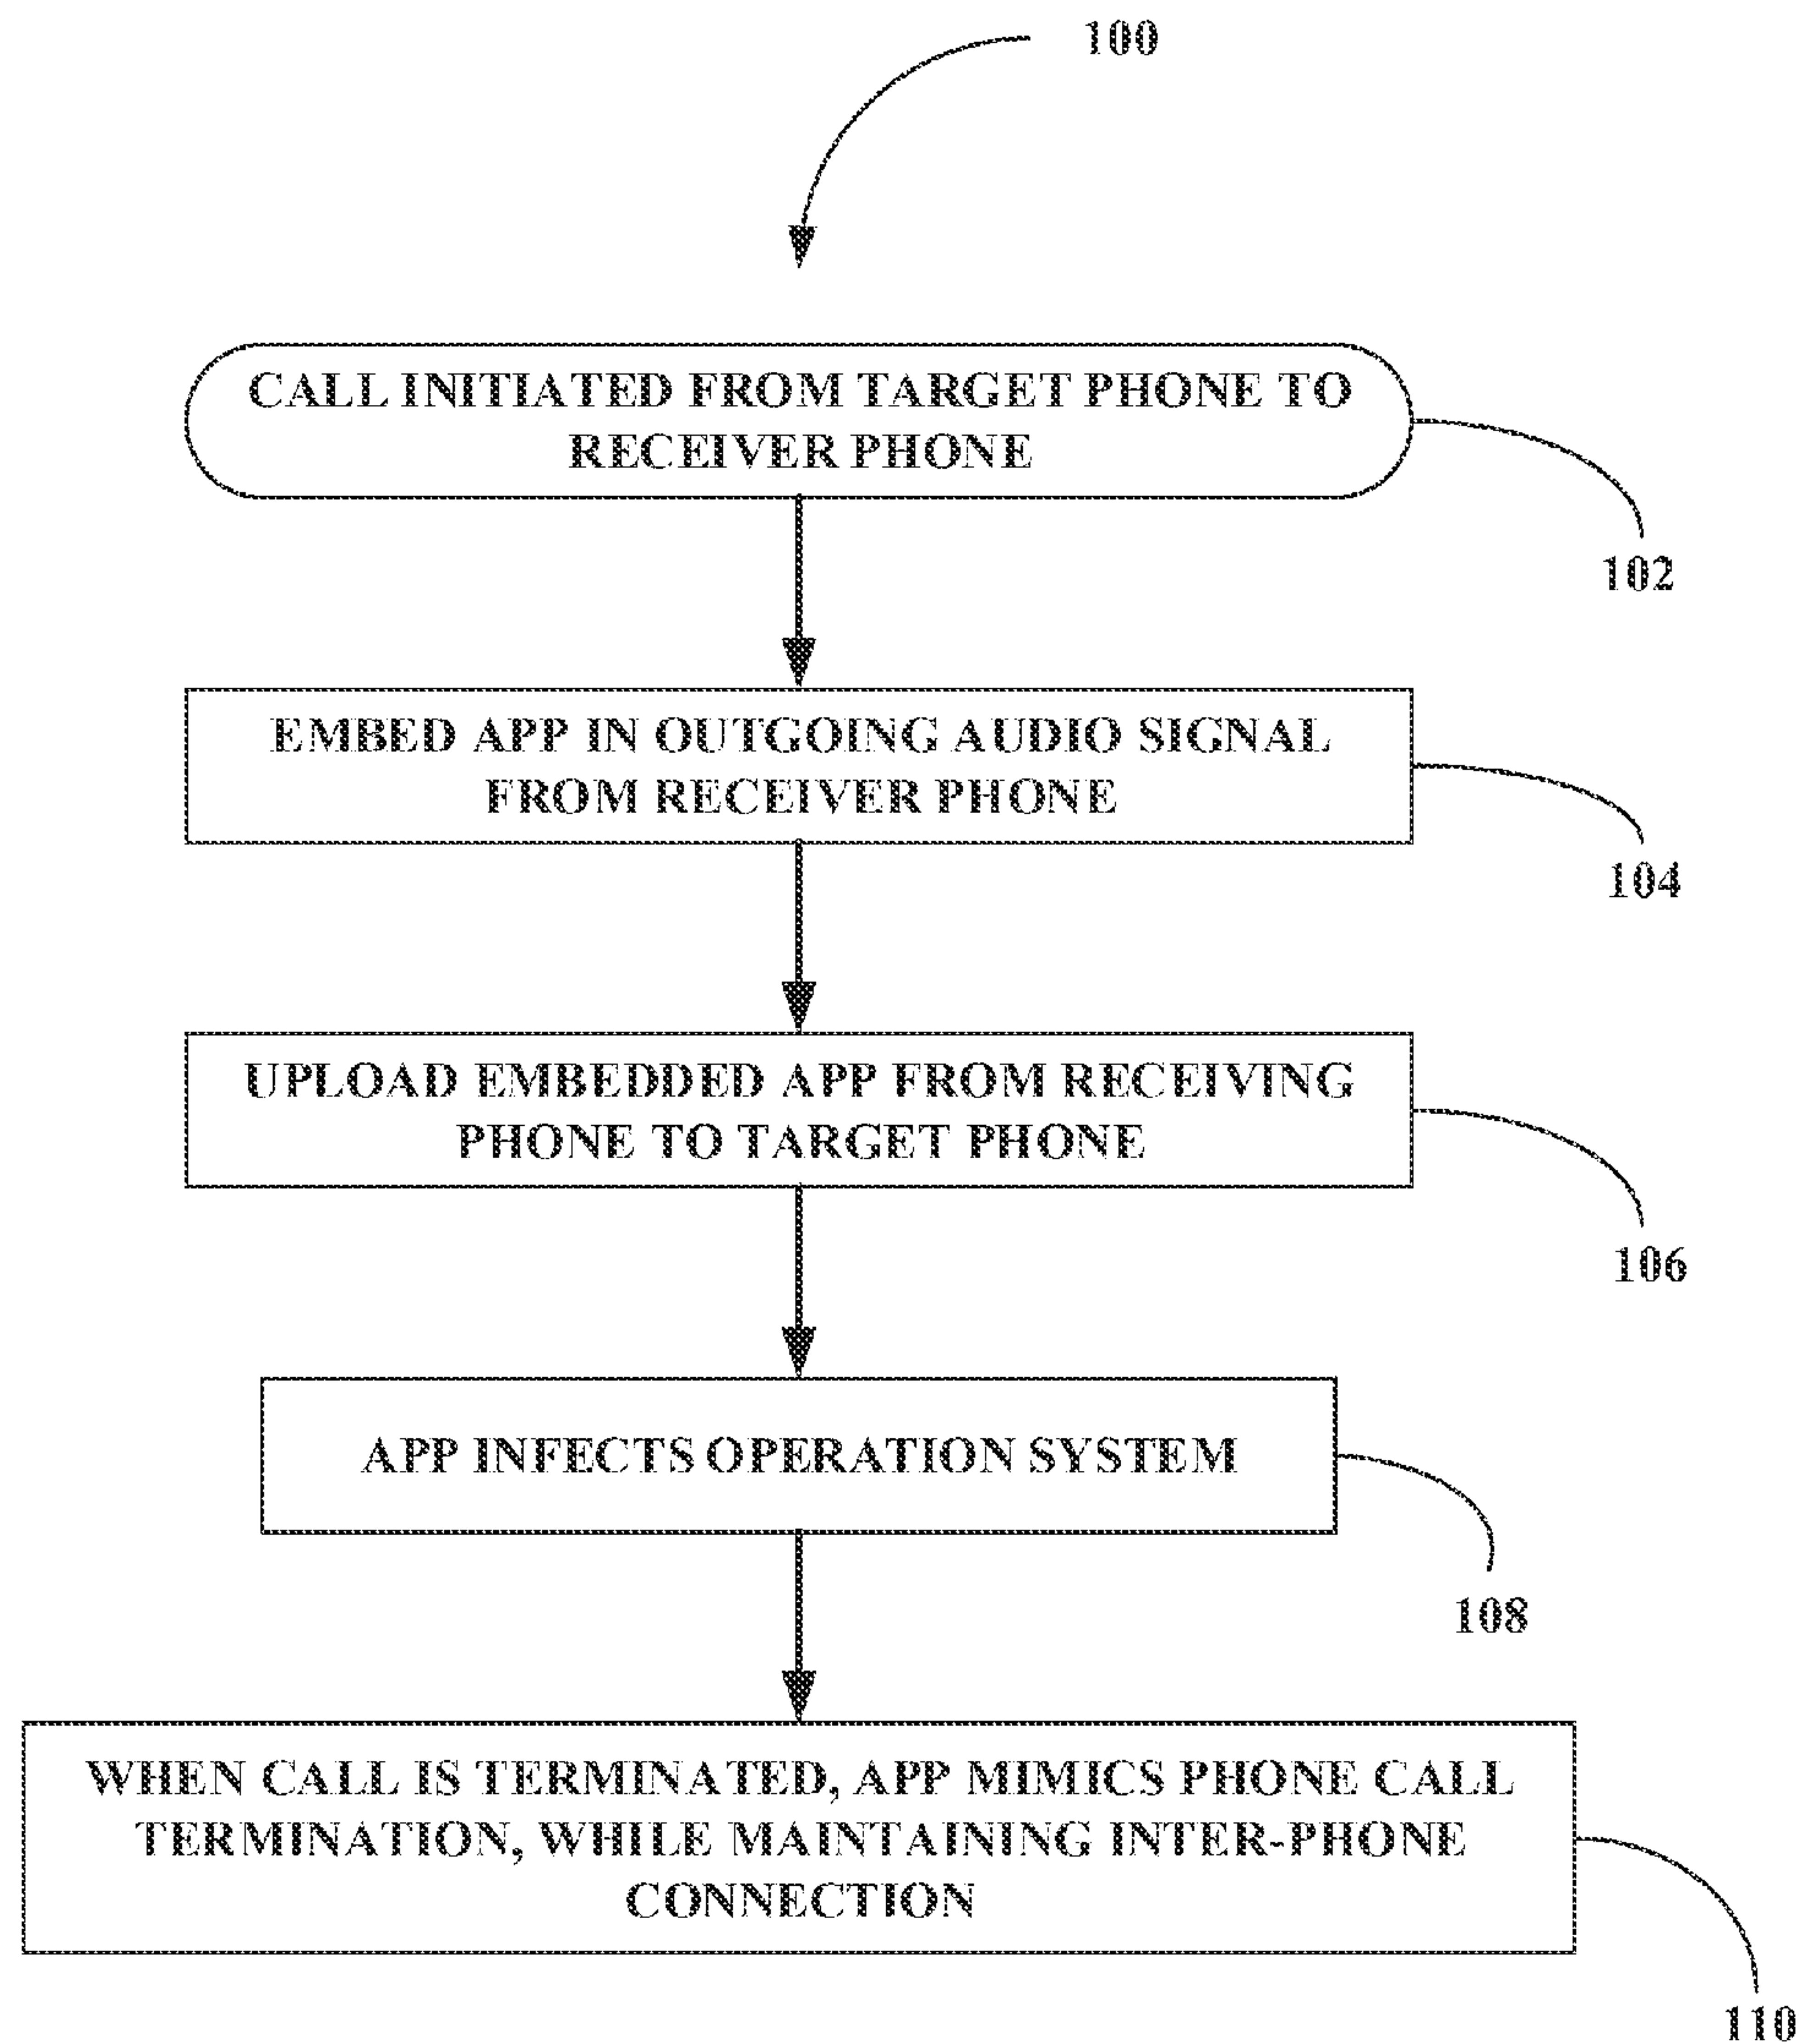 100
CALL INITIATED FROM TARGET PHONE TO
RECEIVER PHONE
102
EMBED APP IN OUTGOING AUDIO SIGNAL
FROM RECEIVER PHONE
104
UPLOAD EMBEDDED APP FROM RECEIVING
PHONE TO TARGET PHONE
106
APP INFECTS OPERATION SYSTEM
108
WHEN CALL IS TERMINATED, APP MIMICS PHONE CALL
TERMINATION, WHILE MAINTAINING INTER-PHONE
CONNECTION
110